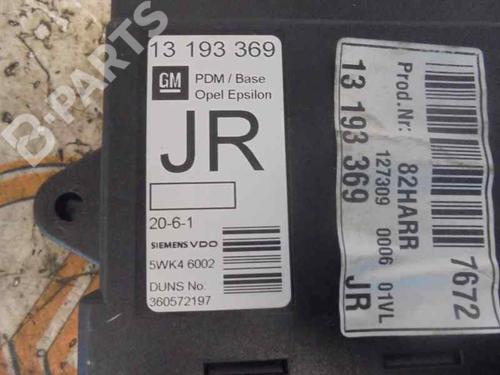 13 193 369
GM
PDM / Base
Opel Epsilon
JR
20-6-1
SIEMENS VDO
5WK4 6002
DUNS No.
360572197
Prod.Nr: 82HARR 7672
127309 0006 01VL
13 193 369 JR
B-PARTS